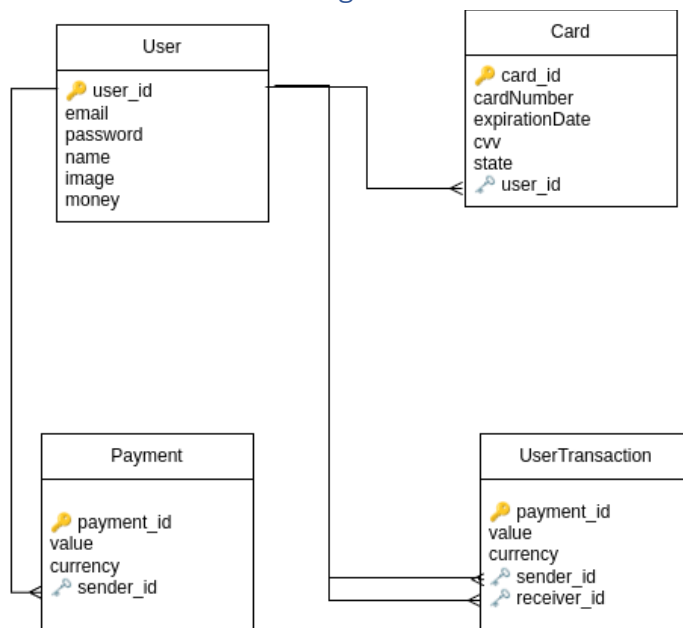 User
user_id
email
password
name
image
money
Card
card_id
cardNumber
expirationDate
cvv
state
user_id
Payment
payment_id
value
currency
sender_id
UserTransaction
payment_id
value
currency
sender_id
receiver_id